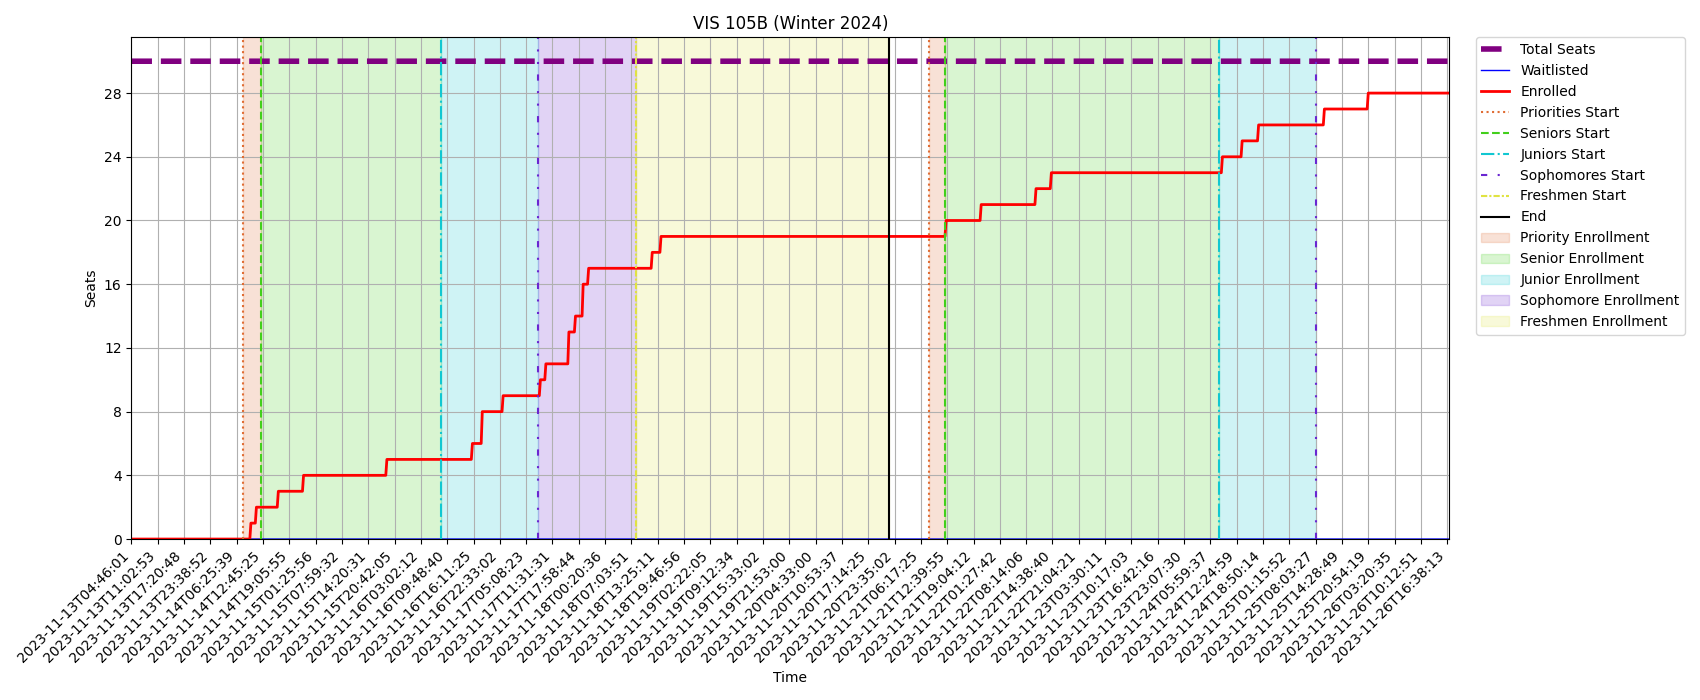 VIS 105B (Winter 2024)
Seats
28
24
20
16
12
8
4
0
2023-11-13T04:46:01
2023-11-13T11:02:53
2023-11-13T17:20:48
2023-11-13T23:38:52
2023-11-14T06:25:39
2023-11-14T12:45:25
2023-11-14T19:05:55
2023-11-15T01:25:56
2023-11-15T07:59:32
2023-11-15T14:20:31
2023-11-15T20:42:05
2023-11-16T03:02:12
2023-11-16T09:48:40
2023-11-16T16:11:25
2023-11-16T22:33:02
2023-11-17T05:08:23
2023-11-17T11:31:31
2023-11-17T17:58:44
2023-11-18T00:20:36
2023-11-18T07:03:51
2023-11-18T13:25:11
2023-11-18T19:46:56
2023-11-19T02:22:05
2023-11-19T09:12:34
2023-11-19T15:33:02
2023-11-19T21:53:00
2023-11-20T04:33:00
2023-11-20T10:53:37
2023-11-20T17:14:25
2023-11-20T23:35:02
2023-11-21T06:17:25
2023-11-21T12:39:55
2023-11-21T19:04:12
2023-11-22T01:27:42
2023-11-22T08:14:06
2023-11-22T14:38:40
2023-11-22T21:04:21
2023-11-23T03:30:11
2023-11-23T10:17:03
2023-11-23T16:42:16
2023-11-23T23:07:30
2023-11-24T05:59:37
2023-11-24T12:24:59
2023-11-24T18:50:14
2023-11-25T01:15:52
2023-11-25T08:03:27
2023-11-25T14:28:49
2023-11-25T20:54:19
2023-11-26T03:20:35
2023-11-26T10:12:51
2023-11-26T16:38:13
Time
Total Seats
Waitlisted
Enrolled
Priorities Start
Seniors Start
Juniors Start
Sophomores Start
Freshmen Start
End
Priority Enrollment
Senior Enrollment
Junior Enrollment
Sophomore Enrollment
Freshmen Enrollment